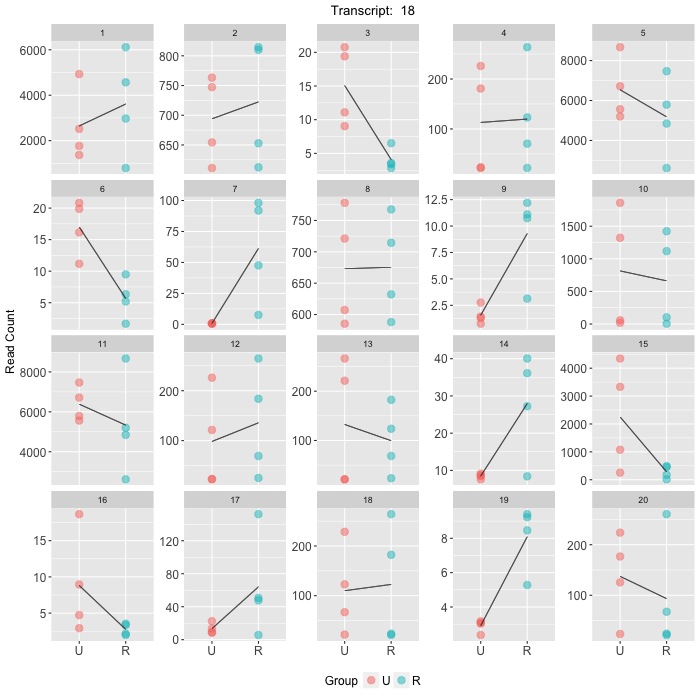 Transcript: 18
1 2 3 4 5
6000 4000 2000
800 750 700 650
20 15 10 5
200 100
8000 6000 4000
6 7 8 9 10
20 15 10 5
100 75 50 25 0
750 700 650 600
12.5 10.0 7.5 5.0 2.5
1500 1000 500 0
Read Count
11 12 13 14 15
8000 6000 4000
200 100
200 100
40 30 20 10
4000 3000 2000 1000 0
16 17 18 19 20
15 10 5
120 80 40 0
200 100
8 6 4
200 100
U R U R U R U R U R
Group U R